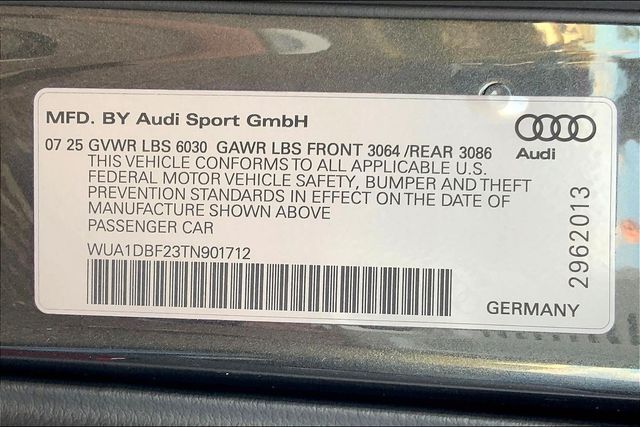 MFD. BY Audi Sport GmbH
07 25 GVWR LBS 6030 GAWR LBS FRONT 3064 /REAR 3086
THIS VEHICLE CONFORMS TO ALL APPLICABLE U.S.
FEDERAL MOTOR VEHICLE SAFETY, BUMPER AND THEFT
PREVENTION STANDARDS IN EFFECT ON THE DATE OF
MANUFACTURE SHOWN ABOVE
PASSENGER CAR
WUA1DBF23TN901712
Audi
2962013
GERMANY